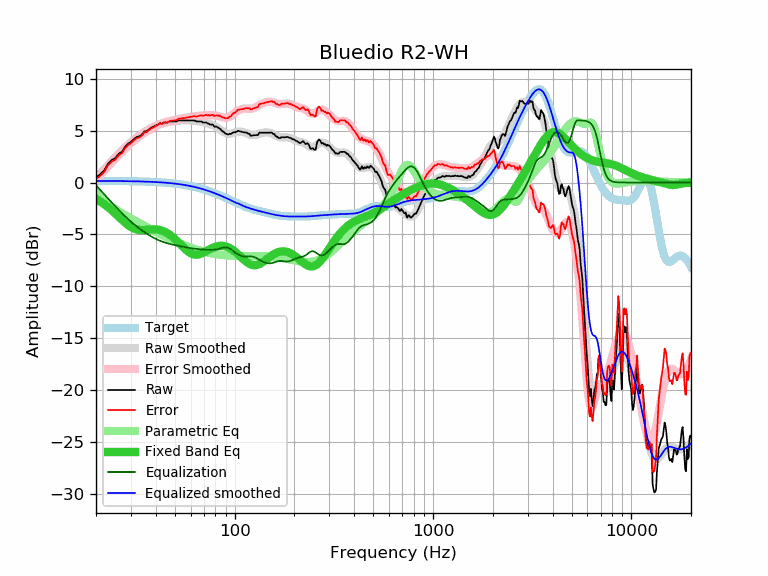 Bluedio R2-WH
10
5
0
−5
−10
−15
−20
−25
−30
Amplitude (dBr)
Target
Raw Smoothed
Error Smoothed
Raw
Error
Parametric Eq
Fixed Band Eq
Equalization
Equalized smoothed
100
1000
10000
Frequency (Hz)